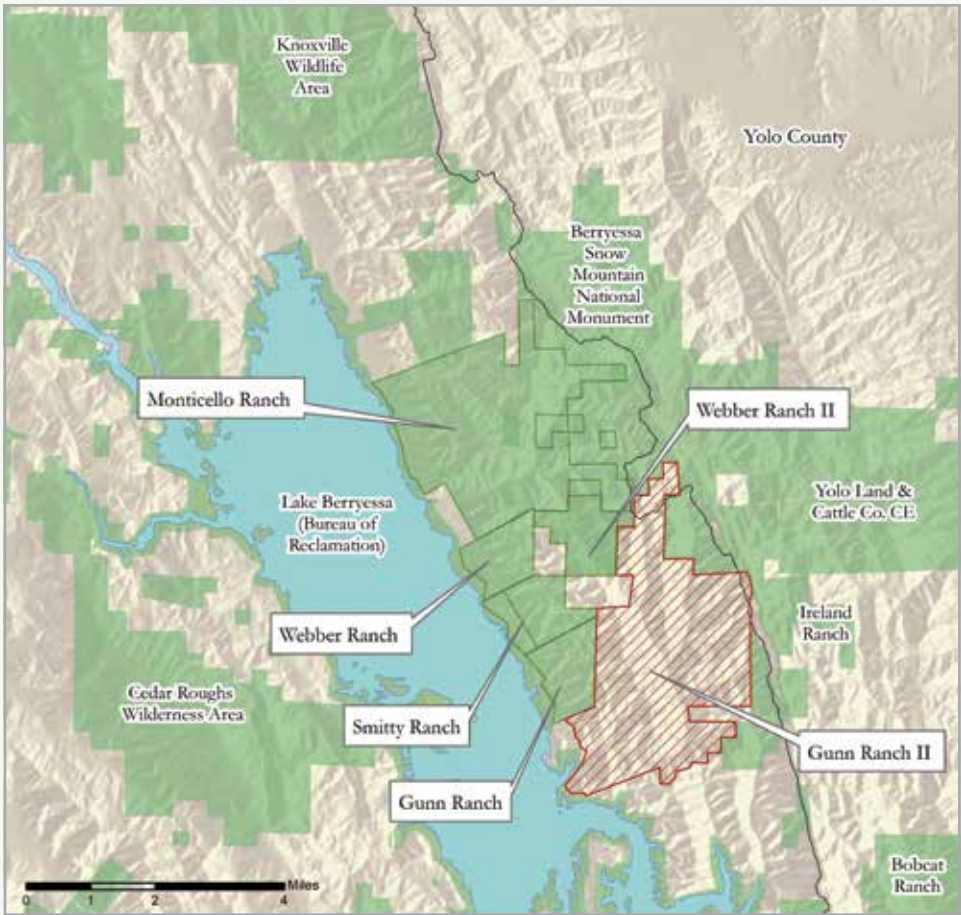 Knoxville
Wildlife
Area
Yolo County
Berryessa
Snow
Mountain
National
Monument
Monticello Ranch
Webber Ranch II
Lake Berryessa
(Bureau of
Reclamation)
Yolo Land &
Cattle Co. CE
Webber Ranch
Ireland
Ranch
Cedar Roughs
Wilderness Area
Smitty Ranch
Gunn Ranch II
Gunn Ranch
Bobcat
Ranch
Miles
0 1 2 4